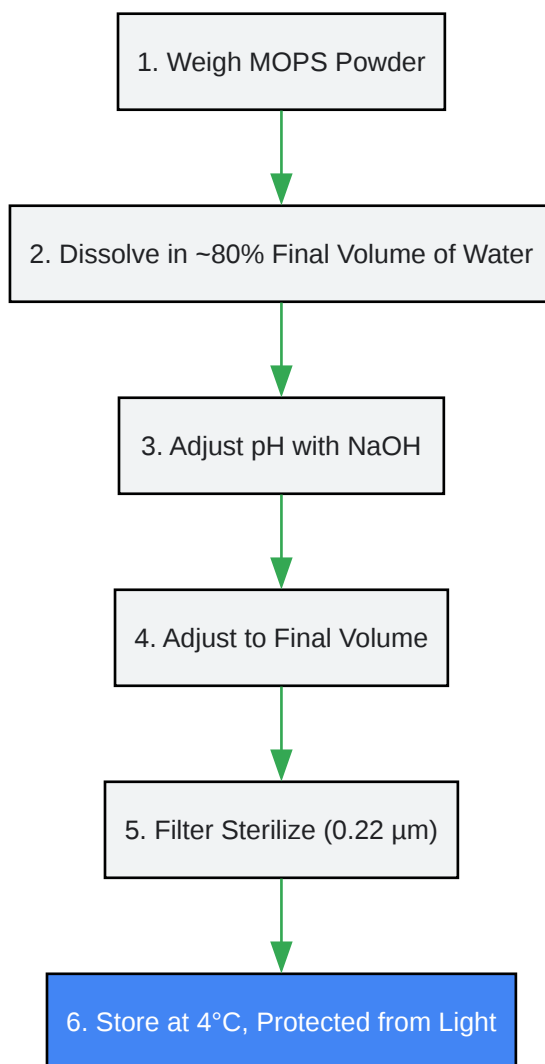 1. Weigh MOPS Powder
2. Dissolve in ~80% Final Volume of Water
3. Adjust pH with NaOH
4. Adjust to Final Volume
5. Filter Sterilize (0.22 µm)
6. Store at 4°C, Protected from Light